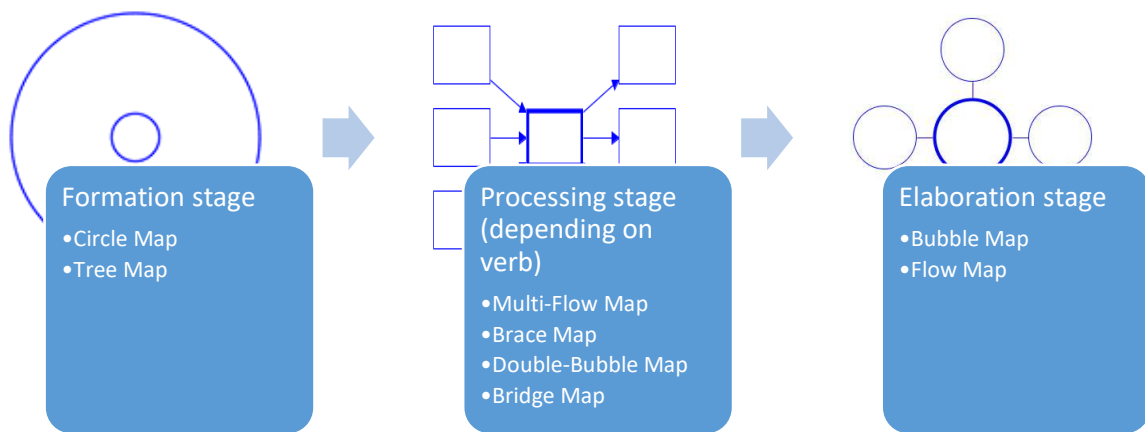 Formation stage
•Circle Map
•Tree Map
Processing stage
(depending on
verb)
•Multi-Flow Map
•Brace Map
•Double-Bubble Map
•Bridge Map
Elaboration stage
•Bubble Map
•Flow Map